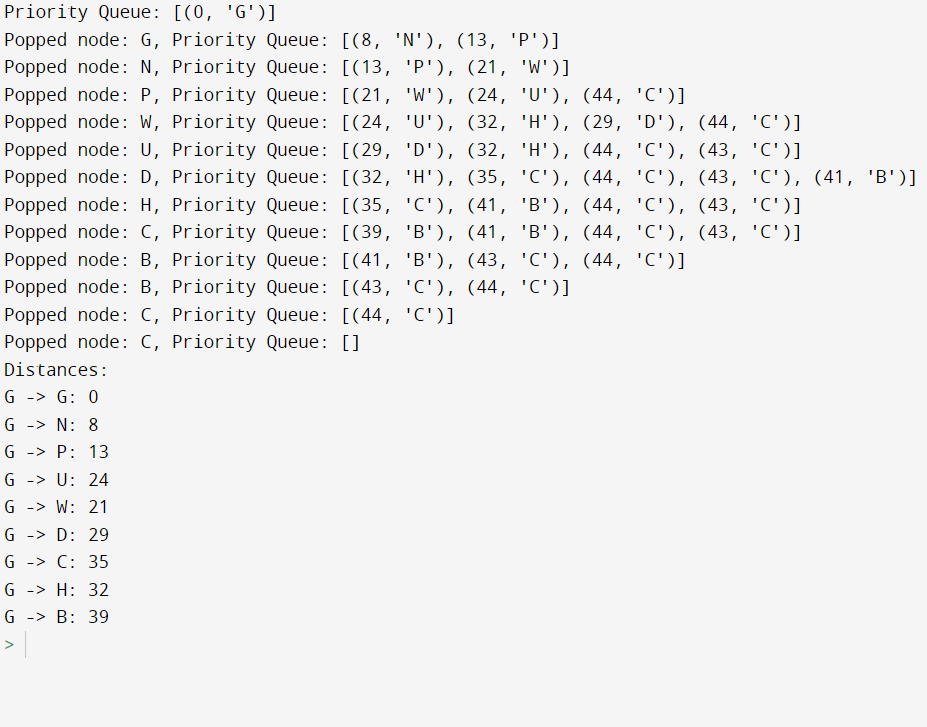 Priority Queue: [(0, 'G')]
Popped node: G, Priority Queue: [(8, 'N'), (13, 'P')]
Popped node: N, Priority Queue: [(13, 'P'), (21, 'W')]
Popped node: P, Priority Queue: [(21, 'W'), (24, 'U'), (44, 'C')]
Popped node: W, Priority Queue: [(24, 'U'), (32, 'H'), (29, 'D'), (44, 'C')]
Popped node: U, Priority Queue: [(29, 'D'), (32, 'H'), (44, 'C'), (43, 'C')]
Popped node: D, Priority Queue: [(32, 'H'), (35, 'C'), (44, 'C'), (43, 'C'), (41, 'B')]
Popped node: H, Priority Queue: [(35, 'C'), (41, 'B'), (44, 'C'), (43, 'C')]
Popped node: C, Priority Queue: [(39, 'B'), (41, 'B'), (44, 'C'), (43, 'C')]
Popped node: B, Priority Queue: [(41, 'B'), (43, 'C'), (44, 'C')]
Popped node: B, Priority Queue: [(43, 'C'), (44, 'C')]
Popped node: C, Priority Queue: [(44, 'C')]
Popped node: C, Priority Queue: []
Distances:
G -> G: 0
G -> N: 8
G -> P: 13
G -> U: 24
G -> W: 21
G -> D: 29
G -> C: 35
G -> H: 32
G -> B: 39
>